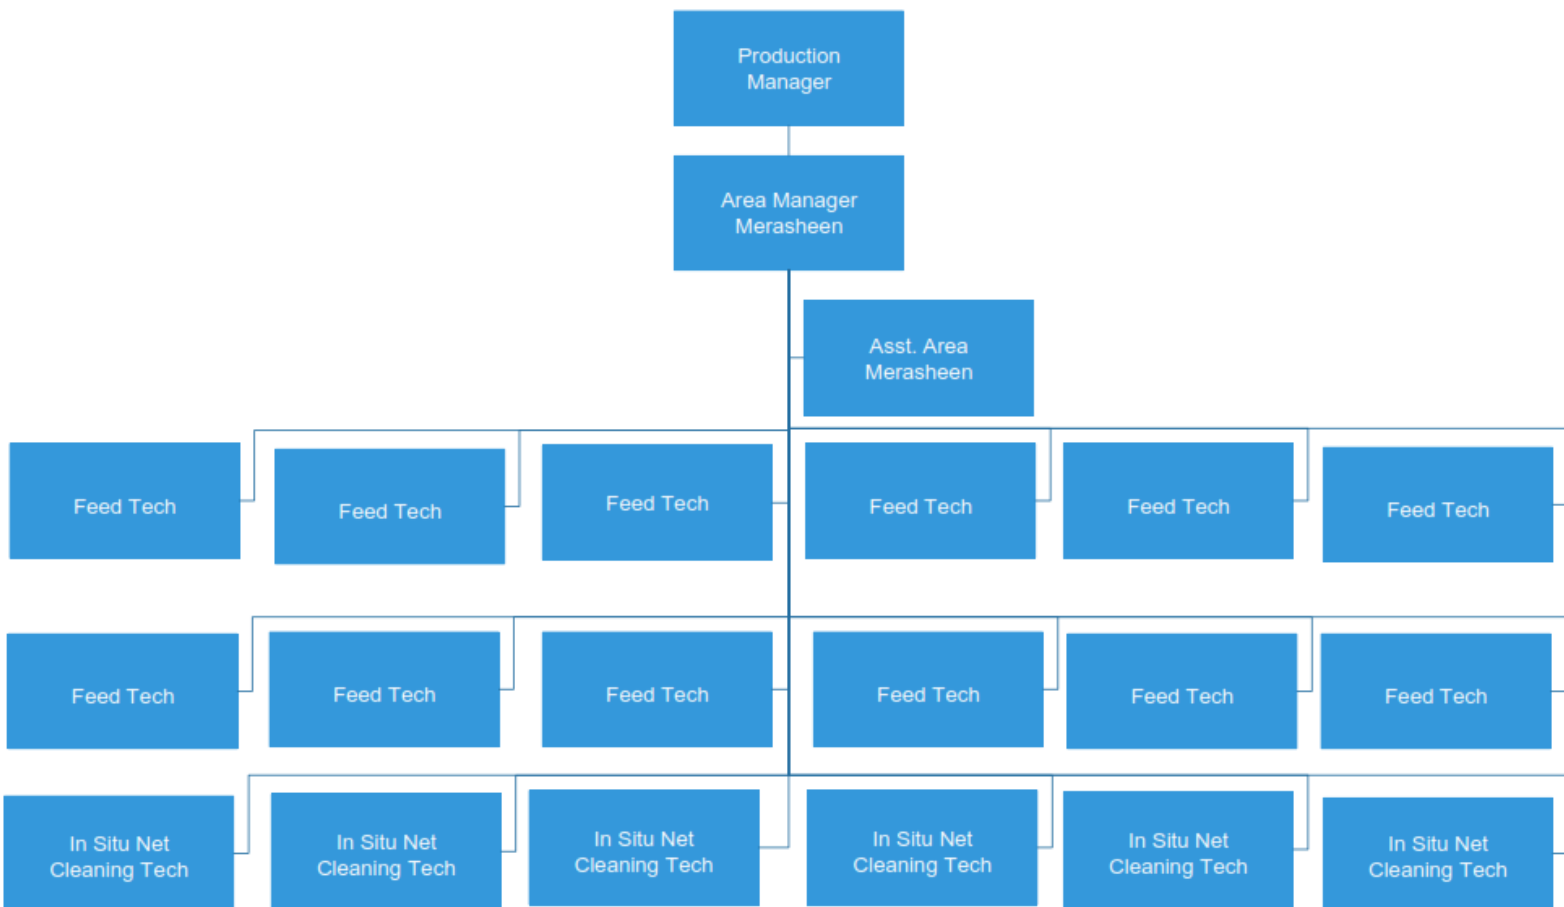 Production
Manager
Area Manager
Merasheen
Asst. Area
Merasheen
Feed Tech
Feed Tech
Feed Tech
Feed Tech
Feed Tech
Feed Tech
Feed Tech
Feed Tech
Feed Tech
Feed Tech
Feed Tech
Feed Tech
In Situ Net
Cleaning Tech
In Situ Net
Cleaning Tech
In Situ Net
Cleaning Tech
In Situ Net
Cleaning Tech
In Situ Net
Cleaning Tech
In Situ Net
Cleaning Tech